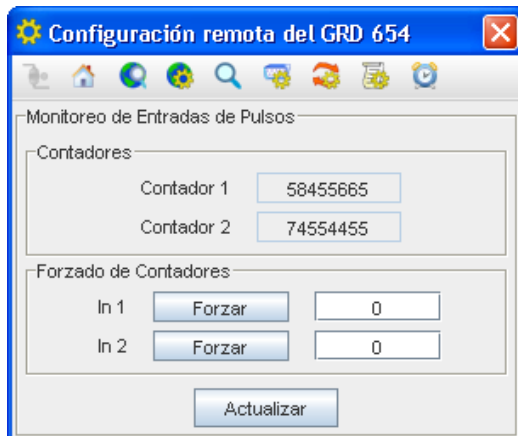 Configuración remota del GRD 654
Monitoreo de Entradas de Pulsos
Contadores
Contador 1 58455665
Contador 2 74554455
Forzado de Contadores
In 1 Forzar 0
In 2 Forzar 0
Actualizar